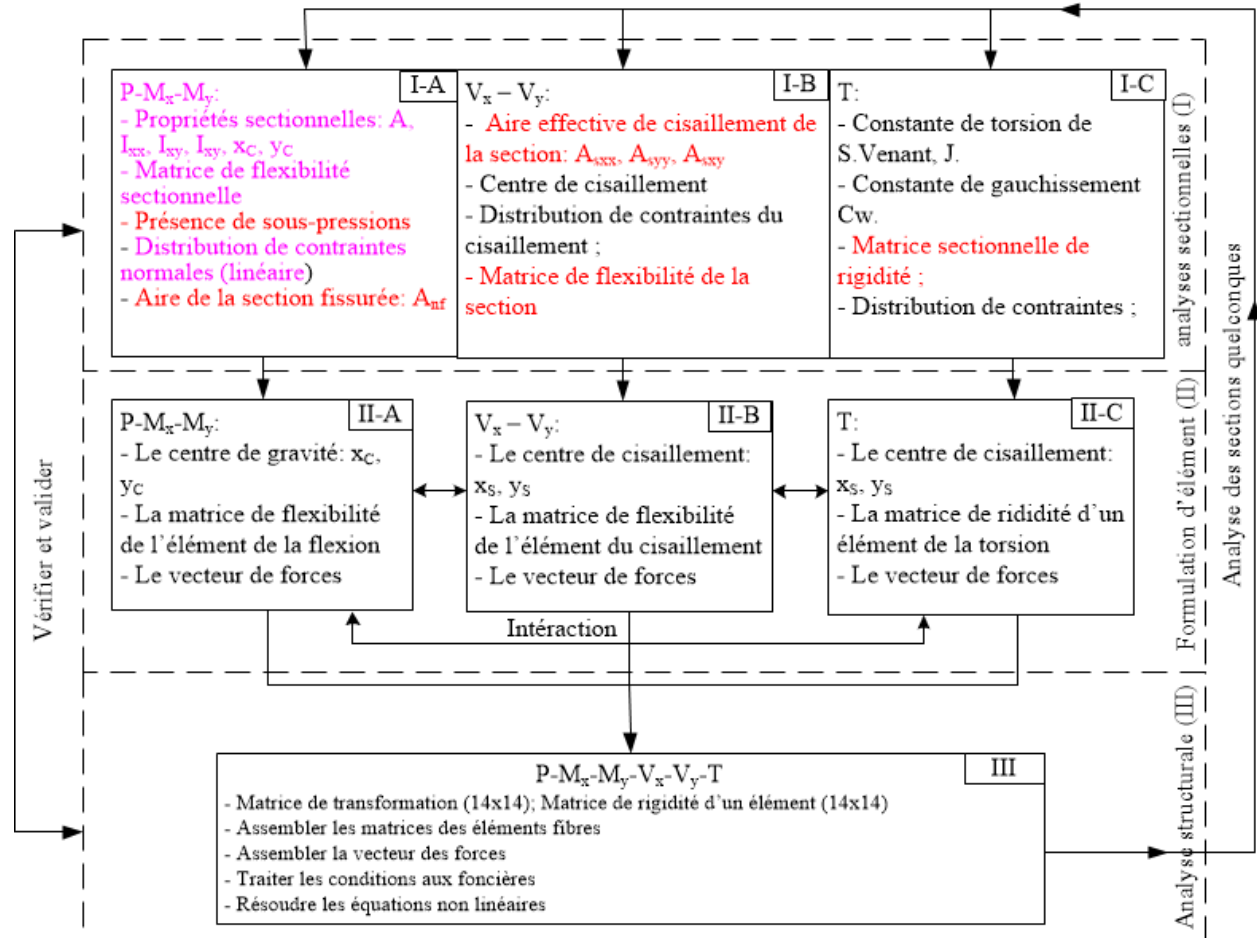 I-A
P-Mx-My:
- Propriétés sectionnelles: A,
Ixx, Ixy, Ixy, xC, yC
- Matrice de flexibilité
sectionnelle
- Présence de sous-pressions
- Distribution de contraintes
normales (linéaire)
- Aire de la section fissurée: Anf
I-B
Vx – Vy:
- Aire effective de cisaillement de
la section: Asxx, Asyy, Asxy
- Centre de cisaillement
- Distribution de contraintes du
cisaillement ;
- Matrice de flexibilité de la
section
I-C
T:
- Constante de torsion de
S.Venant, J.
- Constante de gauchissement
Cw.
- Matrice sectionnelle de
rigidité ;
- Distribution de contraintes ;
analyses sectionnelles (I)
II-A
P-Mx-My:
- Le centre de gravité: xC,
yC
- La matrice de flexibilité
de l'élément de la flexion
- Le vecteur de forces
II-B
Vx – Vy:
- Le centre de cisaillement:
xS, yS
- La matrice de flexibilité
de l'élément du cisaillement
- Le vecteur de forces
II-C
T:
- Le centre de cisaillement:
xS, yS
- La matrice de rididité d'un
élément de la torsion
- Le vecteur de forces
Intéraction
Formulation d'élément (II)
Vérifier et valider
Analyse des sections quelconques
III
P-Mx-My-Vx-Vy-T
- Matrice de transformation (14x14); Matrice de rigidité d'un élément (14x14)
- Assembler les matrices des éléments fibres
- Assembler la vecteur des forces
- Traiter les conditions aux foncières
- Résoudre les équations non linéaires
Analyse structurale (III)